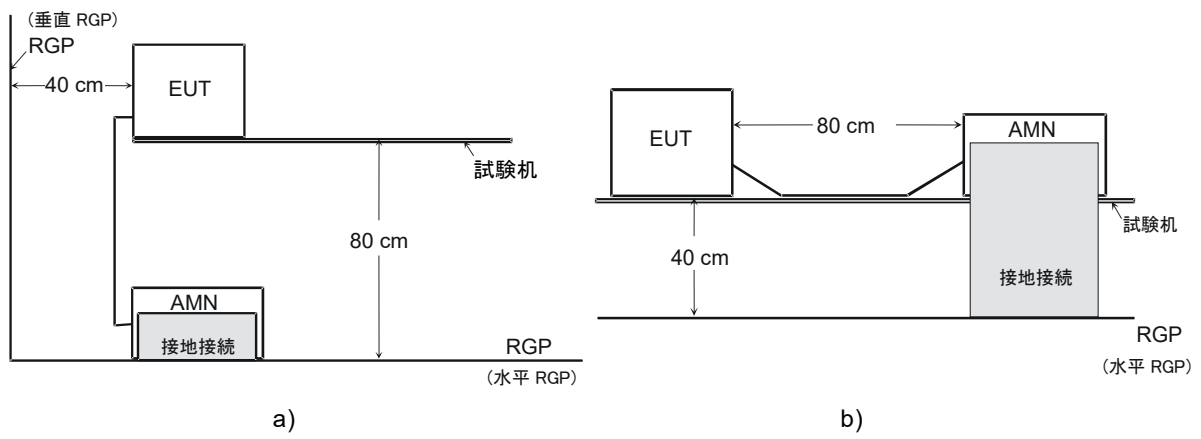 (垂直 RGP)
RGP
40 cm
EUT
試験机
80 cm
AMN
接地接続
RGP
(水平 RGP)
a)
EUT
80 cm
AMN
試験机
40 cm
接地接続
RGP
(水平 RGP)
b)